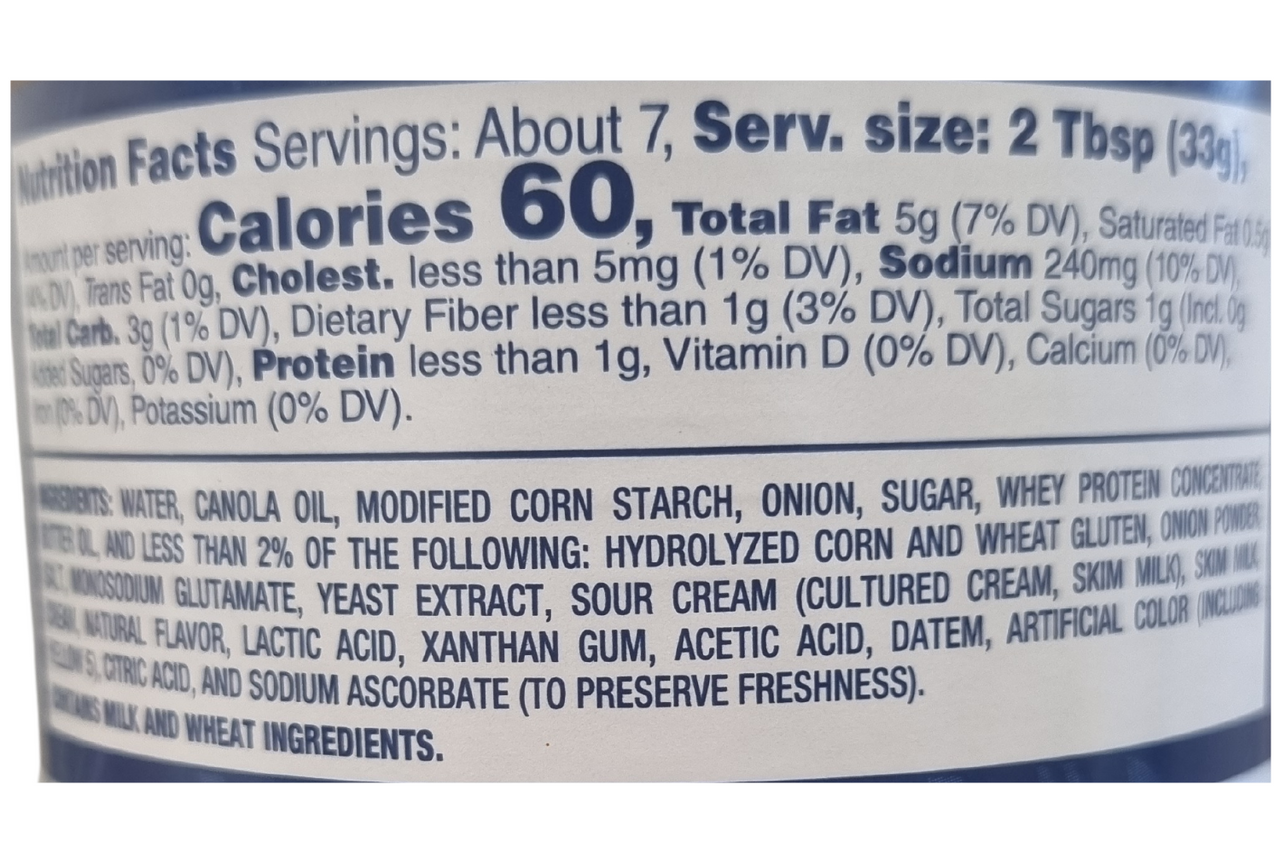 Nutrition Facts Servings: About 7, Serv. size: 2 Tbsp (33g),
Amount per serving: Calories 60, Total Fat 5g (7% DV), Saturated Fat 0.5g
(4% DV), Trans Fat 0g, Cholest. less than 5mg (1% DV), Sodium 240mg (10% DV),
Total Carb. 3g (1% DV), Dietary Fiber less than 1g (3% DV), Total Sugars 1g (Incl. 0g
Added Sugars, 0% DV), Protein less than 1g, Vitamin D (0% DV), Calcium (0% DV),
Iron (0% DV), Potassium (0% DV).
INGREDIENTS: WATER, CANOLA OIL, MODIFIED CORN STARCH, ONION, SUGAR, WHEY PROTEIN CONCENTRATE,
BUTTER OIL, AND LESS THAN 2% OF THE FOLLOWING: HYDROLYZED CORN AND WHEAT GLUTEN, ONION POWDER,
SALT, MONOSODIUM GLUTAMATE, YEAST EXTRACT, SOUR CREAM (CULTURED CREAM, SKIM MILK), SKIM MILK,
CREAM, NATURAL FLAVOR, LACTIC ACID, XANTHAN GUM, ACETIC ACID, DATEM, ARTIFICIAL COLOR (INCLUDING
YELLOW 5), CITRIC ACID, AND SODIUM ASCORBATE (TO PRESERVE FRESHNESS).
CONTAINS MILK AND WHEAT INGREDIENTS.